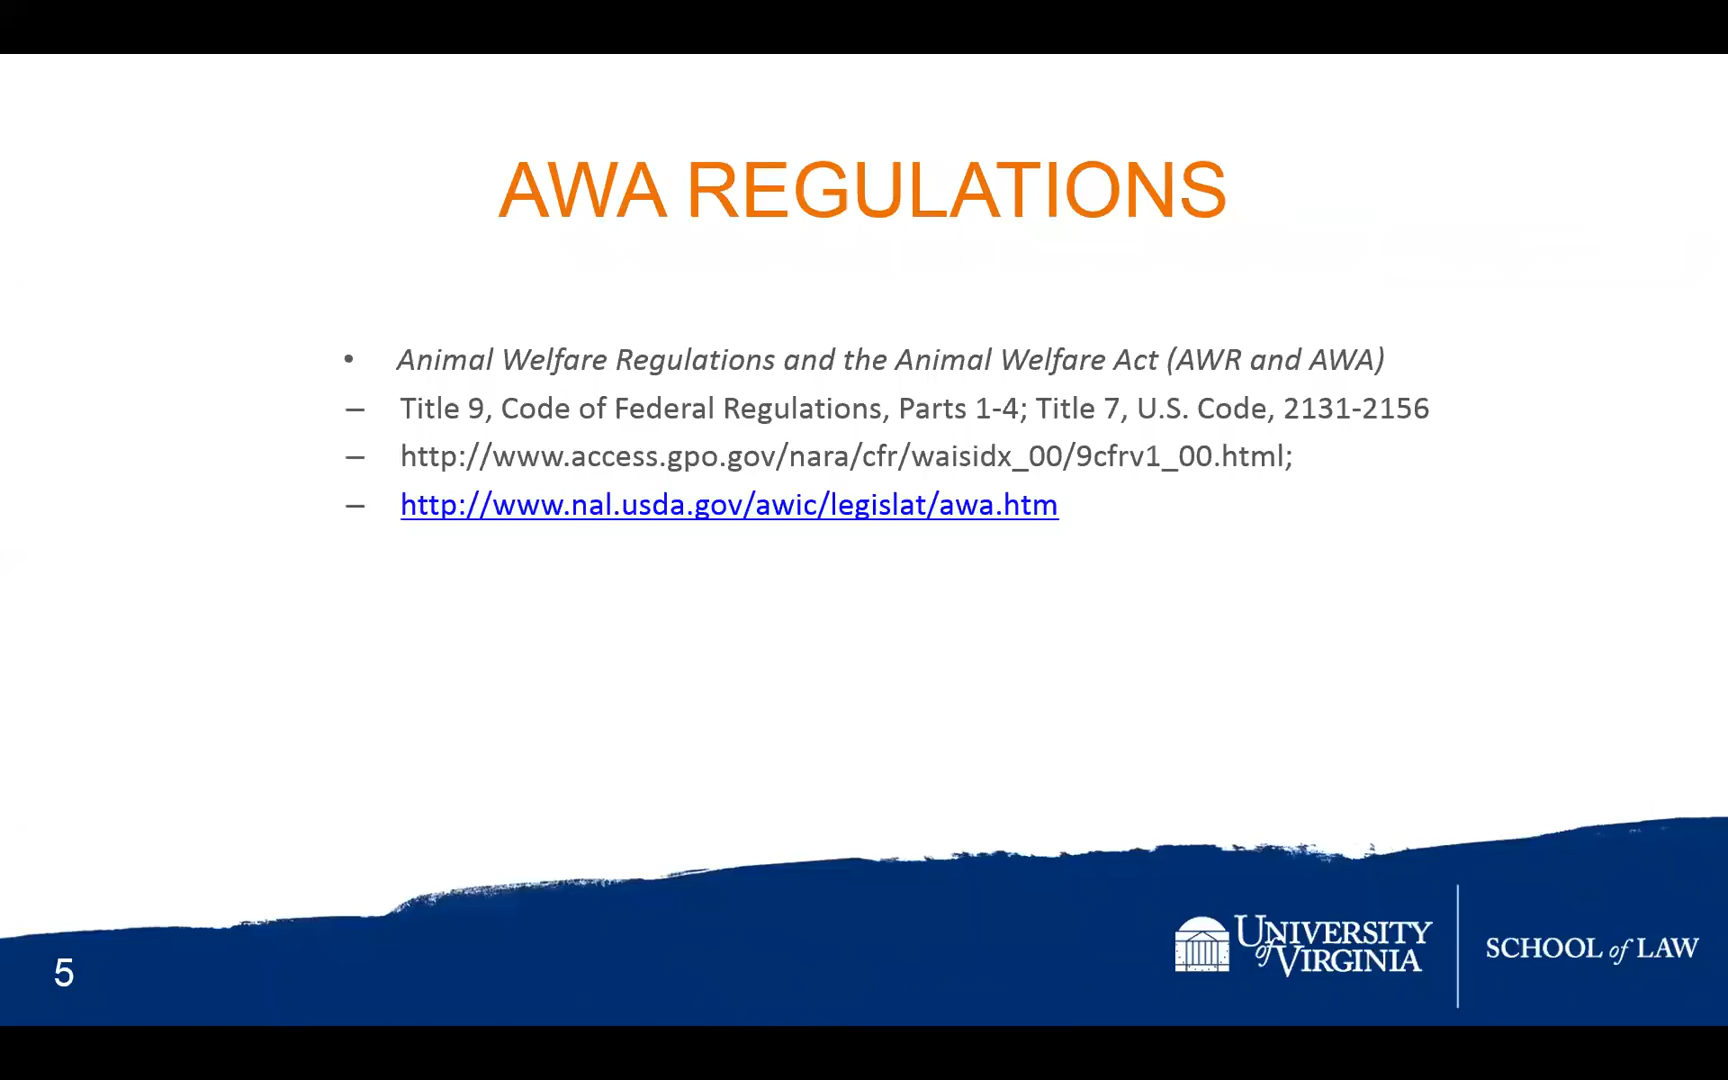 AWA REGULATIONS
• Animal Welfare Regulations and the Animal Welfare Act (AWR and AWA)
– Title 9, Code of Federal Regulations, Parts 1-4; Title 7, U.S. Code, 2131-2156
– http://www.access.gpo.gov/nara/cfr/waisidx_00/9cfrv1_00.html;
– http://www.nal.usda.gov/awic/legislat/awa.htm
5
UNIVERSITY
of VIRGINIA
SCHOOL of LAW